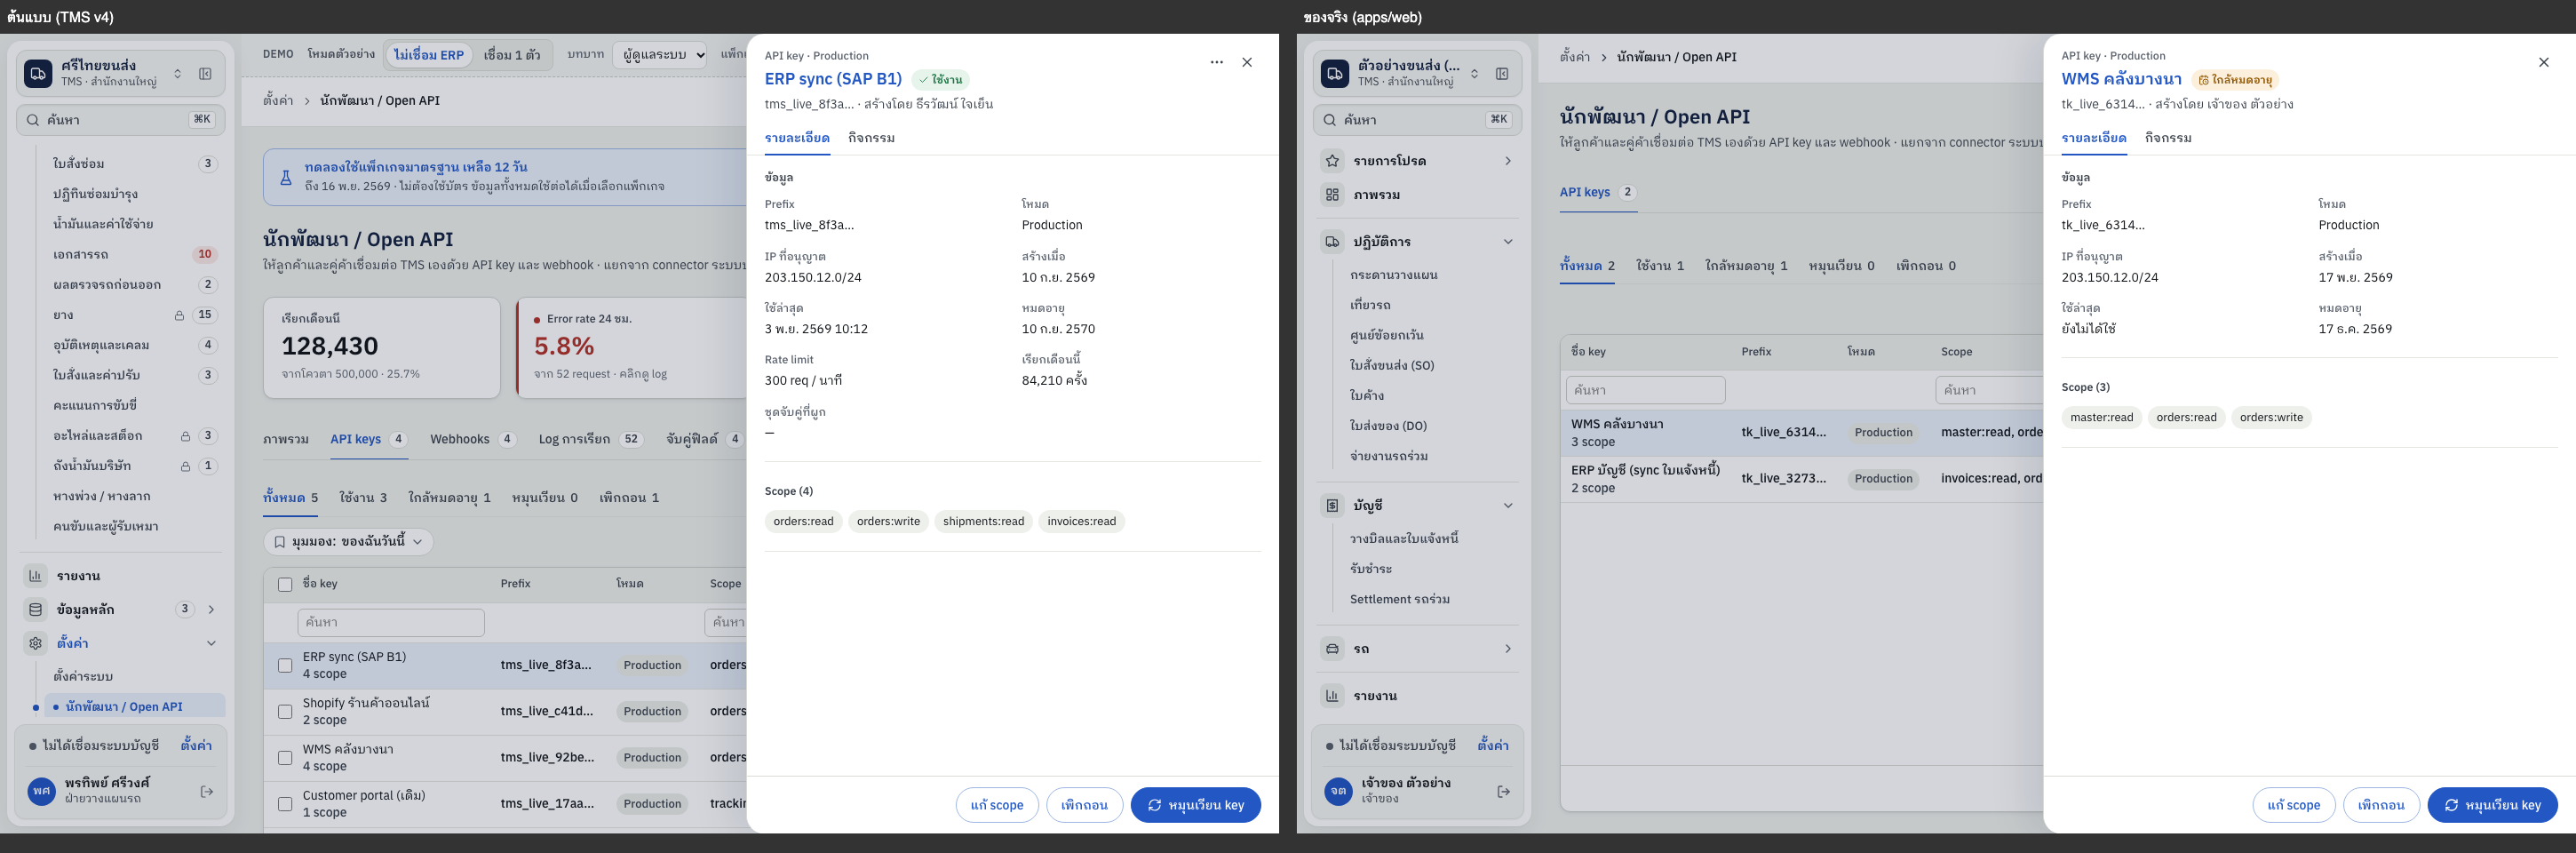 ต้นแบบ (TMS v4)
ศรีไทยขนส่ง
TMS · สำนักงานใหญ่
ค้นหา ⌘K
ใบสั่งซ่อม 3
ปฏิทินซ่อมบำรุง
น้ำมันและค่าใช้จ่าย
เอกสารรถ 10
ผลตรวจรถก่อนออก 2
ยาง 15
อุบัติเหตุและเคลม 4
ใบสั่งและค่าปรับ 3
คะแนนการขับขี่
อะไหล่และสต็อก 3
ถังน้ำมันบริษัท 1
หางพ่วง / หางลาก
คนขับและผู้รับเหมา
รายงาน
ข้อมูลหลัก 3
ตั้งค่า
ตั้งค่าระบบ
นักพัฒนา / Open API
ไม่ได้เชื่อมระบบบัญชี ตั้งค่า
พศ พรทิพย์ ศรีวงศ์
ฝ่ายวางแผนรถ
DEMO โหมดตัวอย่าง ไม่เชื่อม ERP เชื่อม 1 ตัว บทบาท ผู้ดูแลระบบ
ตั้งค่า > นักพัฒนา / Open API
ทดลองใช้แพ็กเกจมาตรฐาน เหลือ 12 วัน
ถึง 16 พ.ย. 2569 · ไม่ต้องใช้บัตร ข้อมูลทั้งหมดใช้ต่อได้เมื่อเลือกแพ็กเกจ
นักพัฒนา / Open API
ให้ลูกค้าและคู่ค้าเชื่อมต่อ TMS เองด้วย API key และ webhook · แยกจาก connector ระบบบ
เรียกเดือนนี้
128,430
จากโควตา 500,000 · 25.7%
Error rate 24 ชม.
5.8%
จาก 52 request · คลิกดู log
ภาพรวม API keys 4 Webhooks 4 Log การเรียก 52 จับคู่ฟิลด์ 4
ทั้งหมด 5 ใช้งาน 3 ใกล้หมดอายุ 1 หมุนเวียน 0 เพิกถอน 1
มุมมอง: ของฉันวันนี้
ชื่อ key Prefix โหมด Scope
ค้นหา ค้นหา
ERP sync (SAP B1) tms_live_8f3a... Production orders
4 scope
Shopify ร้านค้าออนไลน์ tms_live_c41d... Production orders
2 scope
WMS คลังบางนา tms_live_92be... Production orders
4 scope
Customer portal (เดิม) tms_live_17aa... Production trackin
1 scope
API key · Production
ERP sync (SAP B1) ใช้งาน
tms_live_8f3a... · สร้างโดย ธีรวัฒน์ ใจเย็น
รายละเอียด กิจกรรม
ข้อมูล
Prefix โหมด
tms_live_8f3a... Production
IP ที่อนุญาต สร้างเมื่อ
203.150.12.0/24 10 ก.ย. 2569
ใช้ล่าสุด หมดอายุ
3 พ.ย. 2569 10:12 10 ก.ย. 2570
Rate limit เรียกเดือนนี้
300 req / นาที 84,210 ครั้ง
ชุดจับคู่ที่ผูก
—
Scope (4)
orders:read orders:write shipments:read invoices:read
แก้ scope เพิกถอน หมุนเวียน key
ของจริง (apps/web)
ตัวอย่างขนส่ง (...
TMS · สำนักงานใหญ่
ค้นหา ⌘K
รายการโปรด
ภาพรวม
ปฏิบัติการ
กระดานวางแผน
เที่ยวรถ
ศูนย์ข้อยกเว้น
ใบสั่งขนส่ง (SO)
ใบค้าง
ใบส่งของ (DO)
จ่ายงานรถร่วม
บัญชี
วางบิลและใบแจ้งหนี้
รับชำระ
Settlement รถร่วม
รถ
รายงาน
ไม่ได้เชื่อมระบบบัญชี ตั้งค่า
จต เจ้าของ ตัวอย่าง
เจ้าของ
ตั้งค่า > นักพัฒนา / Open API
นักพัฒนา / Open API
ให้ลูกค้าและคู่ค้าเชื่อมต่อ TMS เองด้วย API key และ webhook · แยกจาก connector ระบบบ
API keys 2
ทั้งหมด 2 ใช้งาน 1 ใกล้หมดอายุ 1 หมุนเวียน 0 เพิกถอน 0
ชื่อ key Prefix โหมด Scope
ค้นหา ค้นหา
WMS คลังบางนา tk_live_6314... Production master:read, orde
3 scope
ERP บัญชี (sync ใบแจ้งหนี้) tk_live_3273... Production invoices:read, ord
2 scope
API key · Production
WMS คลังบางนา ใกล้หมดอายุ
tk_live_6314... · สร้างโดย เจ้าของ ตัวอย่าง
รายละเอียด กิจกรรม
ข้อมูล
Prefix โหมด
tk_live_6314... Production
IP ที่อนุญาต สร้างเมื่อ
203.150.12.0/24 17 พ.ย. 2569
ใช้ล่าสุด หมดอายุ
ยังไม่ได้ใช้ 17 ธ.ค. 2569
Scope (3)
master:read orders:read orders:write
แก้ scope เพิกถอน หมุนเวียน key